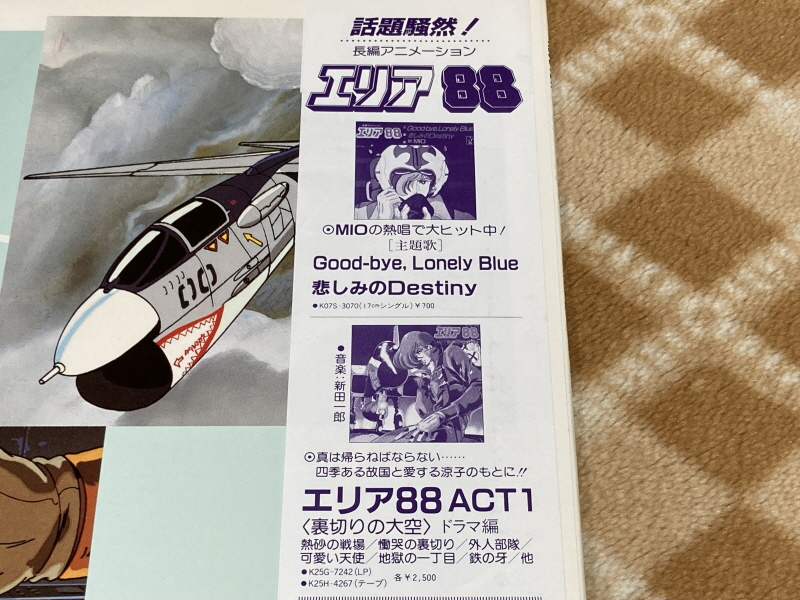 話題騒然！
長編アニメーション
エリア88
エリア88
Good-bye, Lonely Blue
悲しみのDestiny
MIO
⊙MIOの熱唱で大ヒット中！
［主題歌］
Good-bye, Lonely Blue
悲しみのDestiny
●K07S-3070(17cmシングル)￥700
エリア88
●音楽：新田一郎
⊙真は帰らねばならない……
四季ある故国と愛する涼子のもとに!!
エリア88 ACT1
〈裏切りの大空〉ドラマ編
熱砂の戦場／慟哭の裏切り／外人部隊／
可愛い天使／地獄の一丁目／鉄の牙／他
●K25G-7242(LP)
●K25H-4267(テープ) 各￥2,500
00